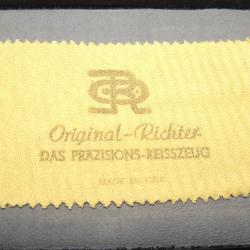 Original-Richter
DAS PRÄZISIONS-REISSZEUG
MADE IN GDR